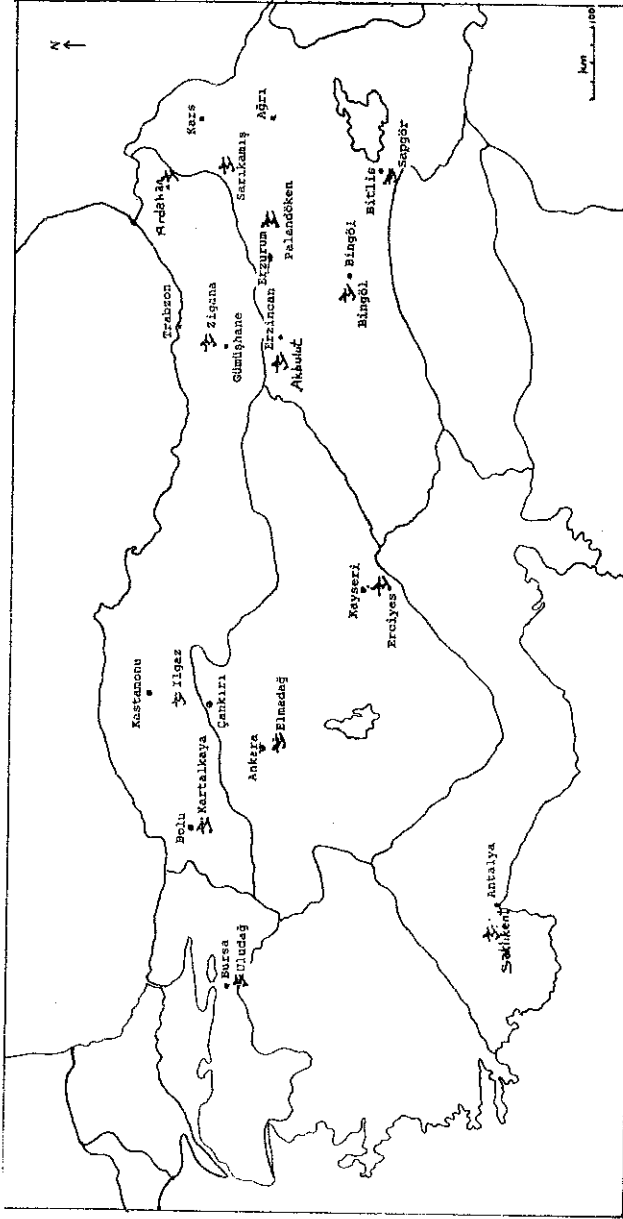 N
Kars
Ağrı
Ardahan
Sarıkamış
Erzurum
Palandöken
Trabzon
Zigana
Gümüşhane
Erzincan
Akbulut
Bingöl
Bingöl
Bitlis
Sapgör
Kastamonu
Ilgaz
Çankırı
Bolu
Kartalkaya
Ankara
Elmadağ
Kayseri
Erciyes
Bursa
Uludağ
Antalya
Saklıkent
km
100